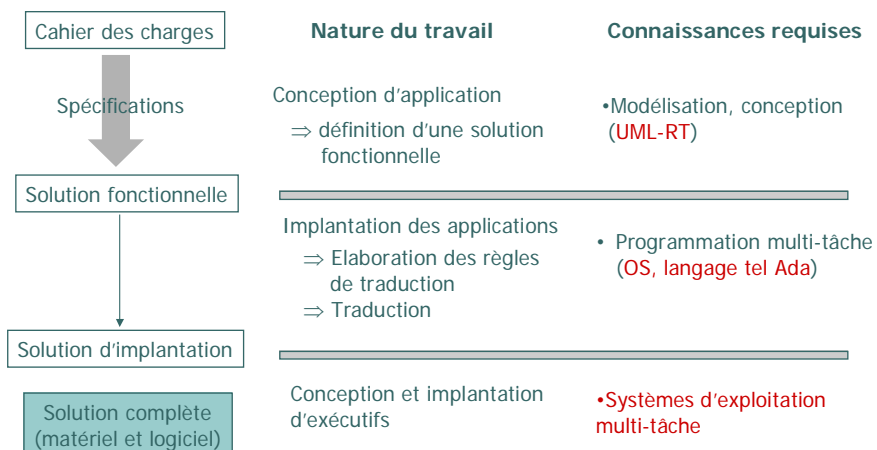 Cahier des charges
Nature du travail
Connaissances requises
Spécifications
Conception d'application
⇒ définition d'une solution
fonctionnelle
•Modélisation, conception
(UML-RT)
Solution fonctionnelle
Implantation des applications
⇒ Elaboration des règles
de traduction
⇒ Traduction
• Programmation multi-tâche
(OS, langage tel Ada)
Solution d'implantation
Solution complète
(matériel et logiciel)
Conception et implantation
d'exécutifs
•Systèmes d'exploitation
multi-tâche